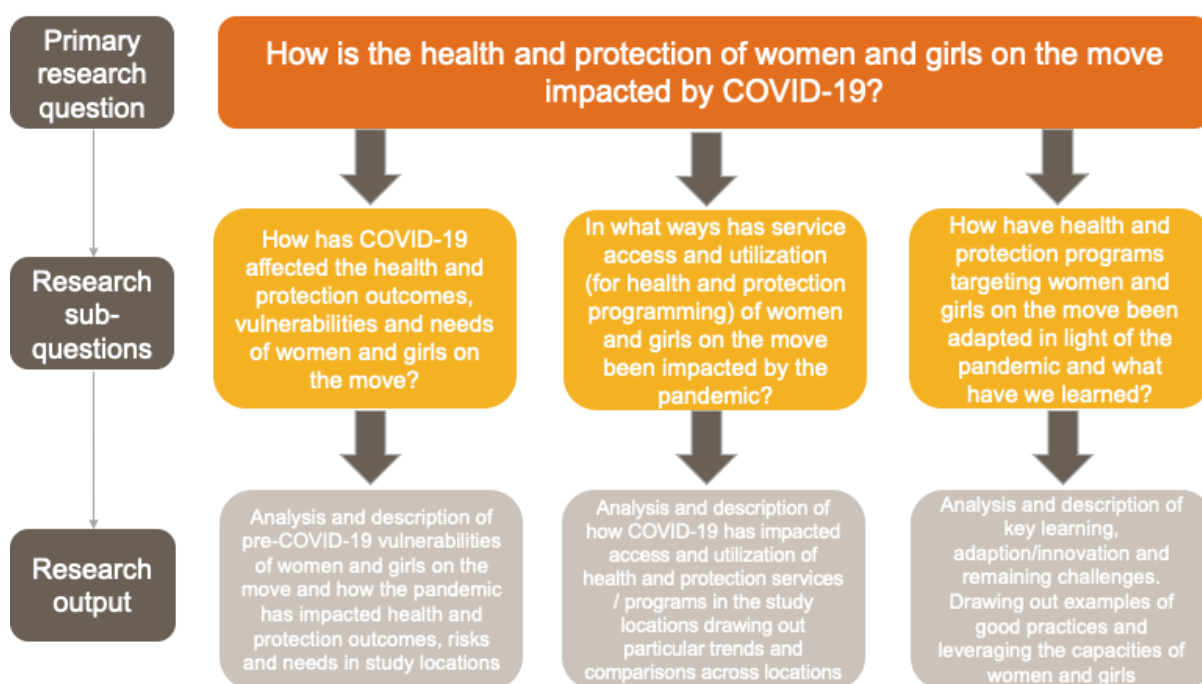 Primary
research
question
How is the health and protection of women and girls on the move
impacted by COVID-19?
Research
sub-
questions
How has COVID-19
affected the health and
protection outcomes,
vulnerabilities and needs
of women and girls on
the move?
In what ways has service
access and utilization
(for health and protection
programming) of women
and girls on the move
been impacted by the
pandemic?
How have health and
protection programs
targeting women and
girls on the move been
adapted in light of the
pandemic and what
have we learned?
Research
output
Analysis and description of
pre-COVID-19 vulnerabilities
of women and girls on the
move and how the pandemic
has impacted health and
protection outcomes, risks
and needs in study locations
Analysis and description of
how COVID-19 has impacted
access and utilization of
health and protection services
/ programs in the study
locations drawing out
particular trends and
comparisons across locations
Analysis and description of
key learning,
adaption/innovation and
remaining challenges.
Drawing out examples of
good practices and
leveraging the capacities of
women and girls